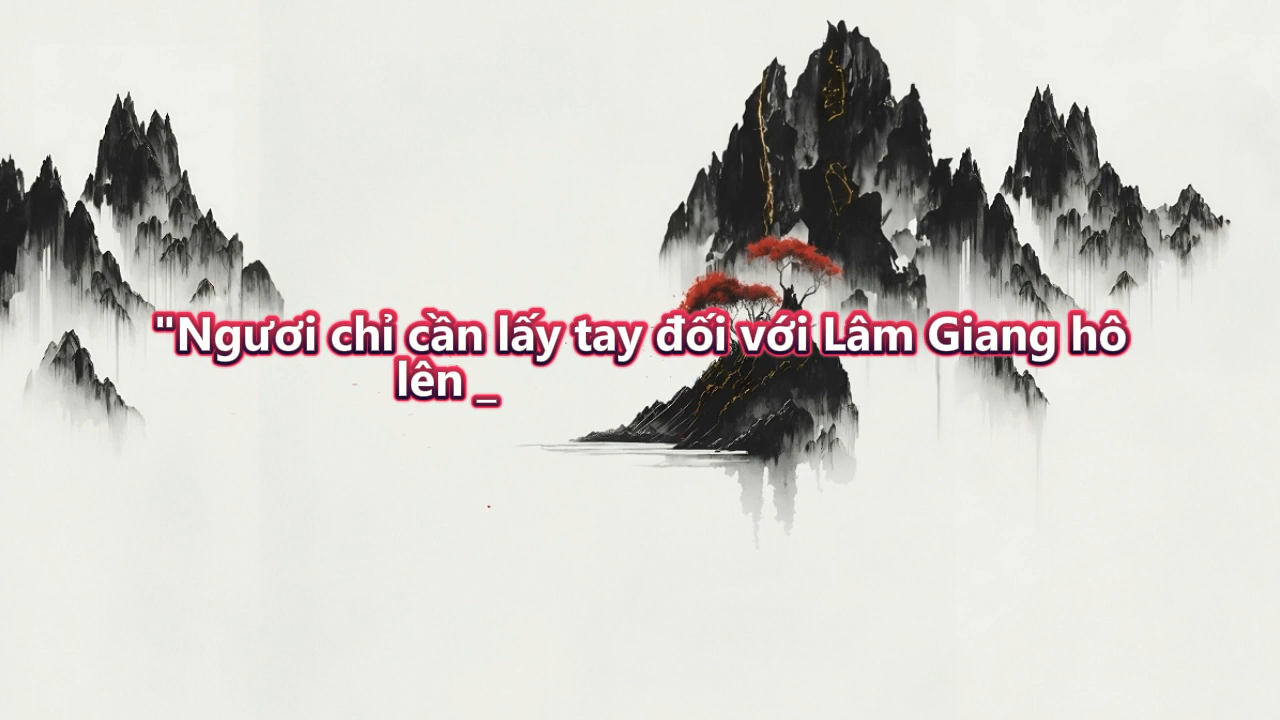 "Ngươi chỉ cần lấy tay đối với Lâm Giang hô
lên _